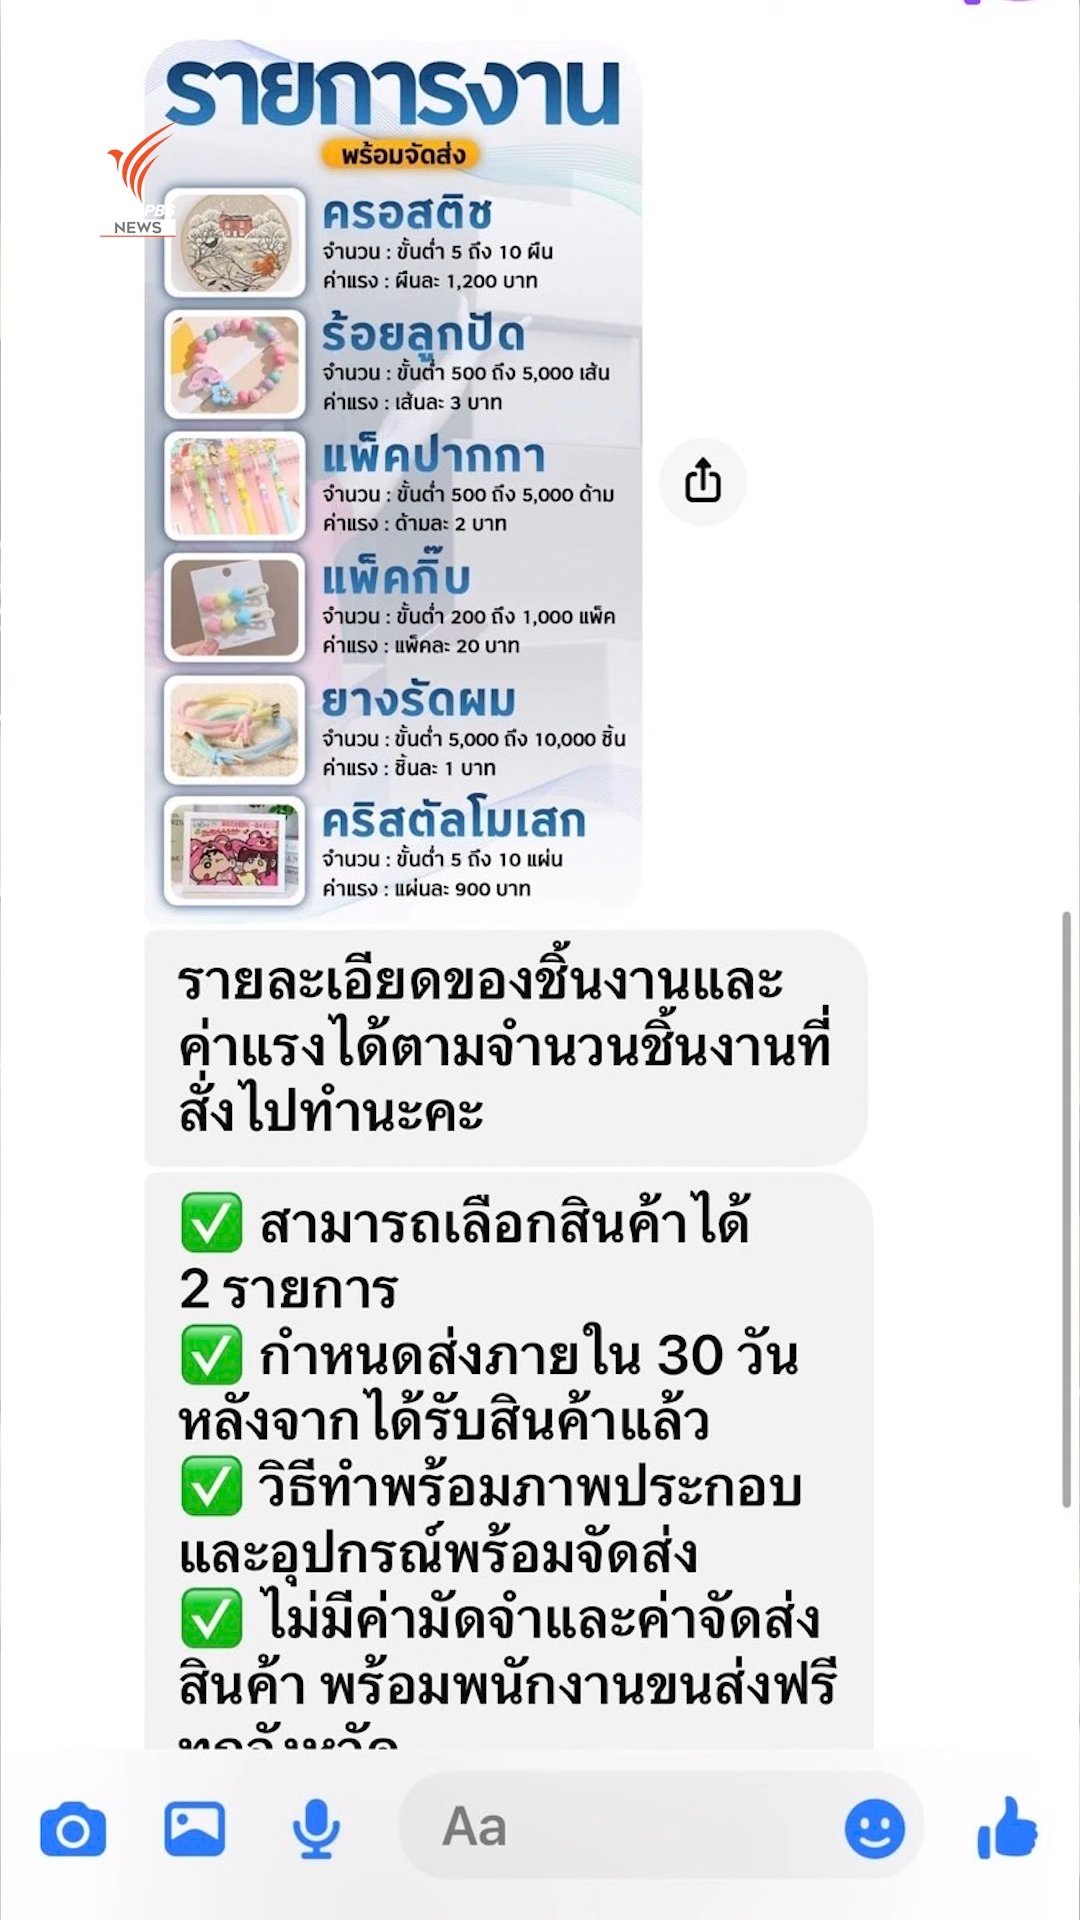 รายการงาน
พร้อมจัดส่ง
PBS
NEWS
ครอสติช
จำนวน : ขั้นต่ำ 5 ถึง 10 ผืน
ค่าแรง : ผืนละ 1,200 บาท
ร้อยลูกปัด
จำนวน : ขั้นต่ำ 500 ถึง 5,000 เส้น
ค่าแรง : เส้นละ 3 บาท
แพ็คปากกา
จำนวน : ขั้นต่ำ 500 ถึง 5,000 ด้าม
ค่าแรง : ด้ามละ 2 บาท
แพ็คกิ๊บ
จำนวน : ขั้นต่ำ 200 ถึง 1,000 แพ็ค
ค่าแรง : แพ็คละ 20 บาท
ยางรัดผม
จำนวน : ขั้นต่ำ 5,000 ถึง 10,000 ชิ้น
ค่าแรง : ชิ้นละ 1 บาท
คริสตัลโมเสก
จำนวน : ขั้นต่ำ 5 ถึง 10 แผ่น
ค่าแรง : แผ่นละ 900 บาท
รายละเอียดของชิ้นงานและ
ค่าแรงได้ตามจำนวนชิ้นงานที่
สั่งไปทำนะคะ
✅ สามารถเลือกสินค้าได้
2 รายการ
✅ กำหนดส่งภายใน 30 วัน
หลังจากได้รับสินค้าแล้ว
✅ วิธีทำพร้อมภาพประกอบ
และอุปกรณ์พร้อมจัดส่ง
✅ ไม่มีค่ามัดจำและค่าจัดส่ง
สินค้า พร้อมพนักงานขนส่งฟรี
ทุกจังหวัด
Aa